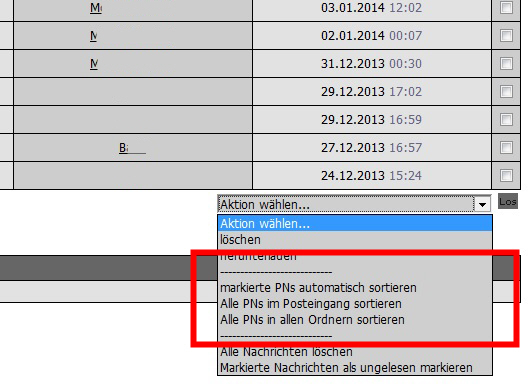 03.01.2014 12:02
02.01.2014 00:07
M 31.12.2013 00:30
29.12.2013 17:02
29.12.2013 16:59
27.12.2013 16:57
24.12.2013 15:24
Aktion wählen... Los
Aktion wählen...
löschen
herunterladen
----------------------------
markierte PNs automatisch sortieren
Alle PNs im Posteingang sortieren
Alle PNs in allen Ordnern sortieren
----------------------------
Alle Nachrichten löschen
Markierte Nachrichten als ungelesen markieren